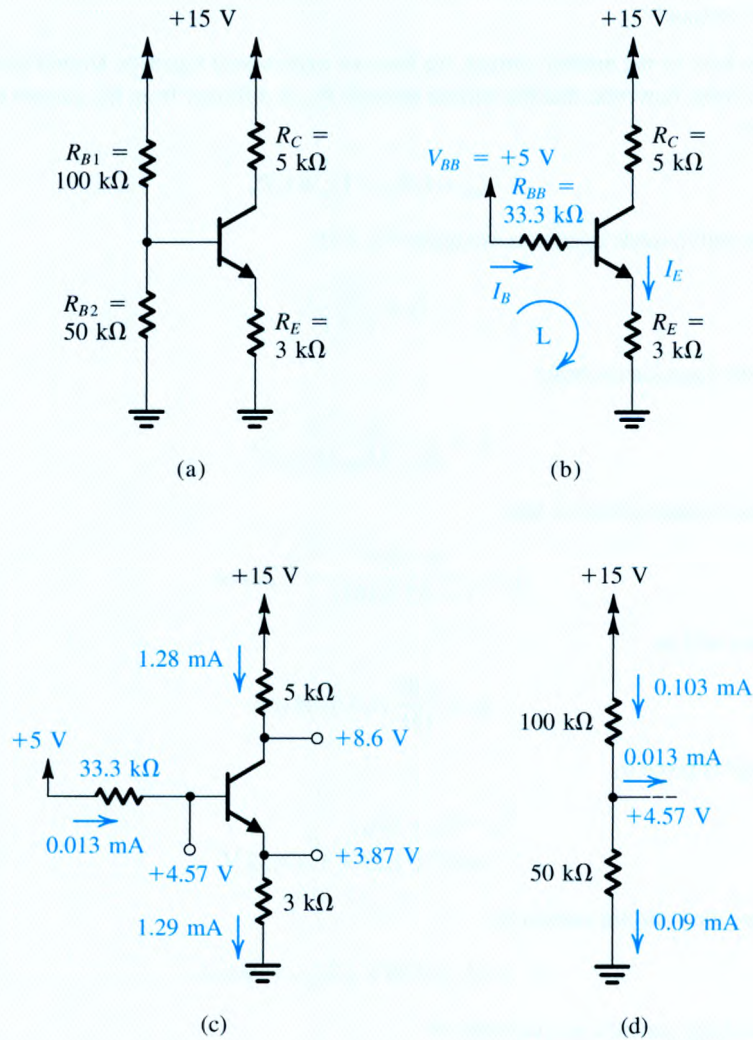 +15 V
R_B1 =
100 kΩ
R_C =
5 kΩ
R_B2 =
50 kΩ
R_E =
3 kΩ
(a)
+15 V
V_BB = +5 V
R_BB =
33.3 kΩ
R_C =
5 kΩ
I_B
I_E
L
R_E =
3 kΩ
(b)
+15 V
1.28 mA
5 kΩ
+8.6 V
+5 V
33.3 kΩ
0.013 mA
+4.57 V
+3.87 V
3 kΩ
1.29 mA
(c)
+15 V
0.103 mA
100 kΩ
0.013 mA
+4.57 V
50 kΩ
0.09 mA
(d)